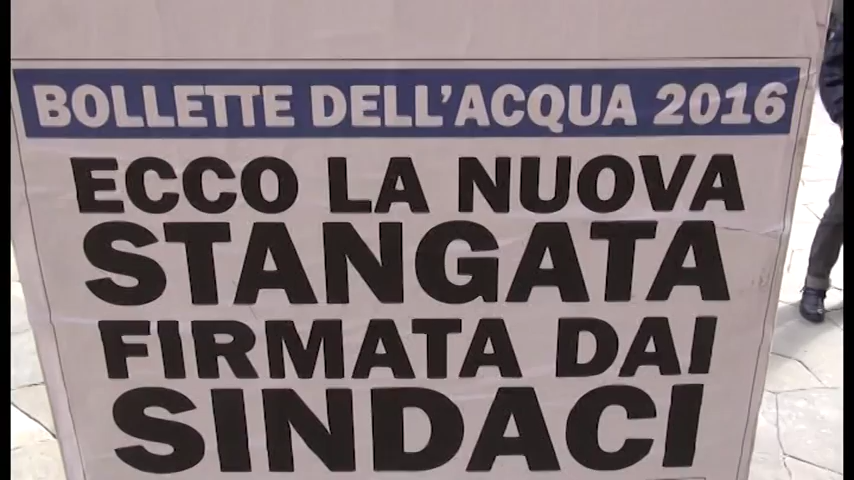 BOLLETTE DELL'ACQUA 2016
ECCO LA NUOVA
STANGATA
FIRMATA DAI
SINDACI